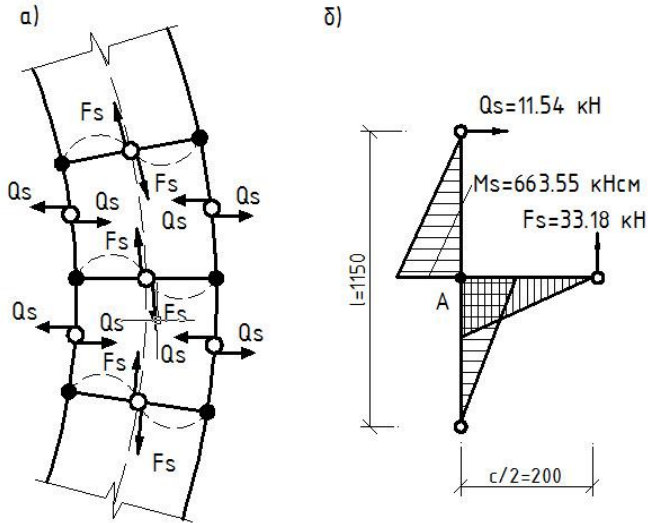 а)
б)
Fs
Fs
Qs
Qs
Qs
Qs
Fs
Fs
Qs
Qs
Qs
Qs
Fs
Fs
Qs=11.54 кН
Ms=663.55 кНсм
Fs=33.18 кН
l=1150
A
c/2=200